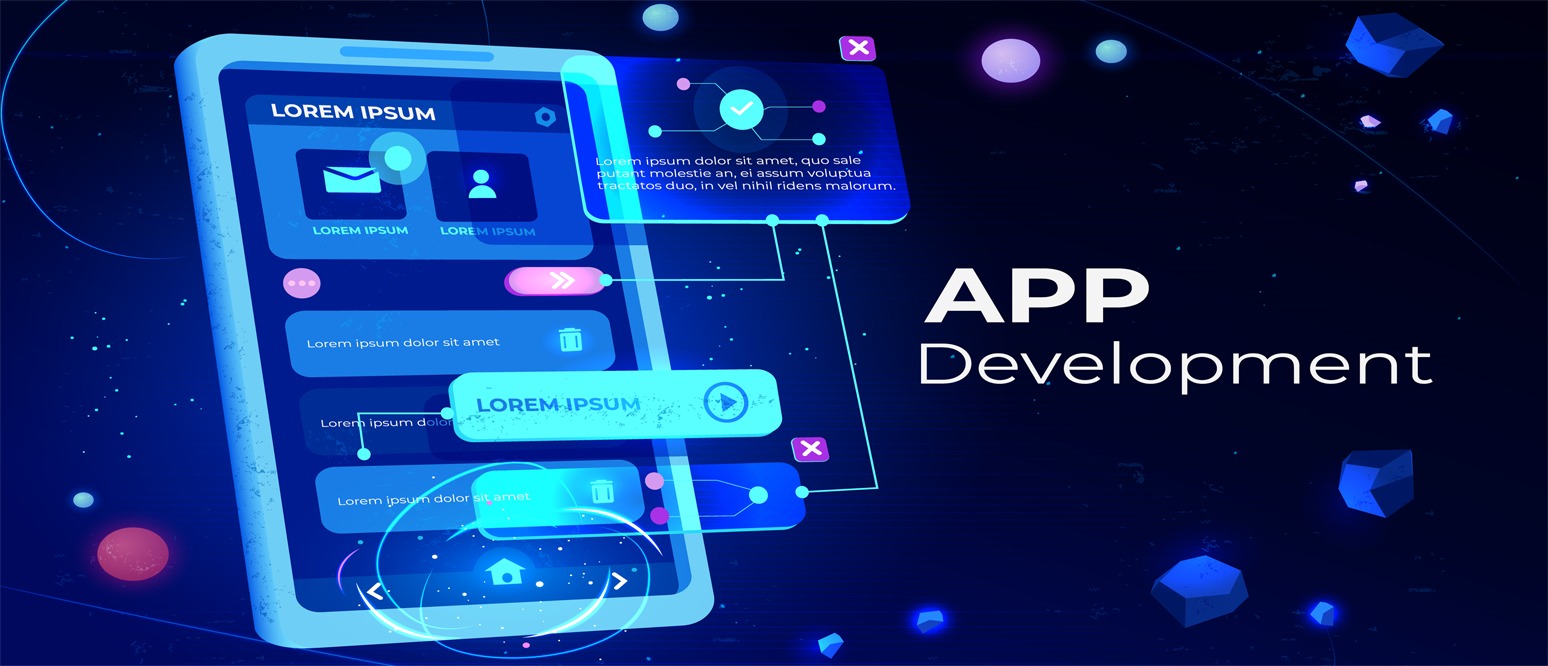 LOREM IPSUM
LOREM IPSUM
LOREM IPSUM
Lorem ipsum dolor sit amet, quo sale
putant molestie an, ei assum voluptua
tractatos duo, in vel nihil ridens malorum.
Lorem ipsum dolor sit amet
LOREM IPSUM
Lorem ipsum dolor
Lorem ipsum dolor sit amet
APP
Development